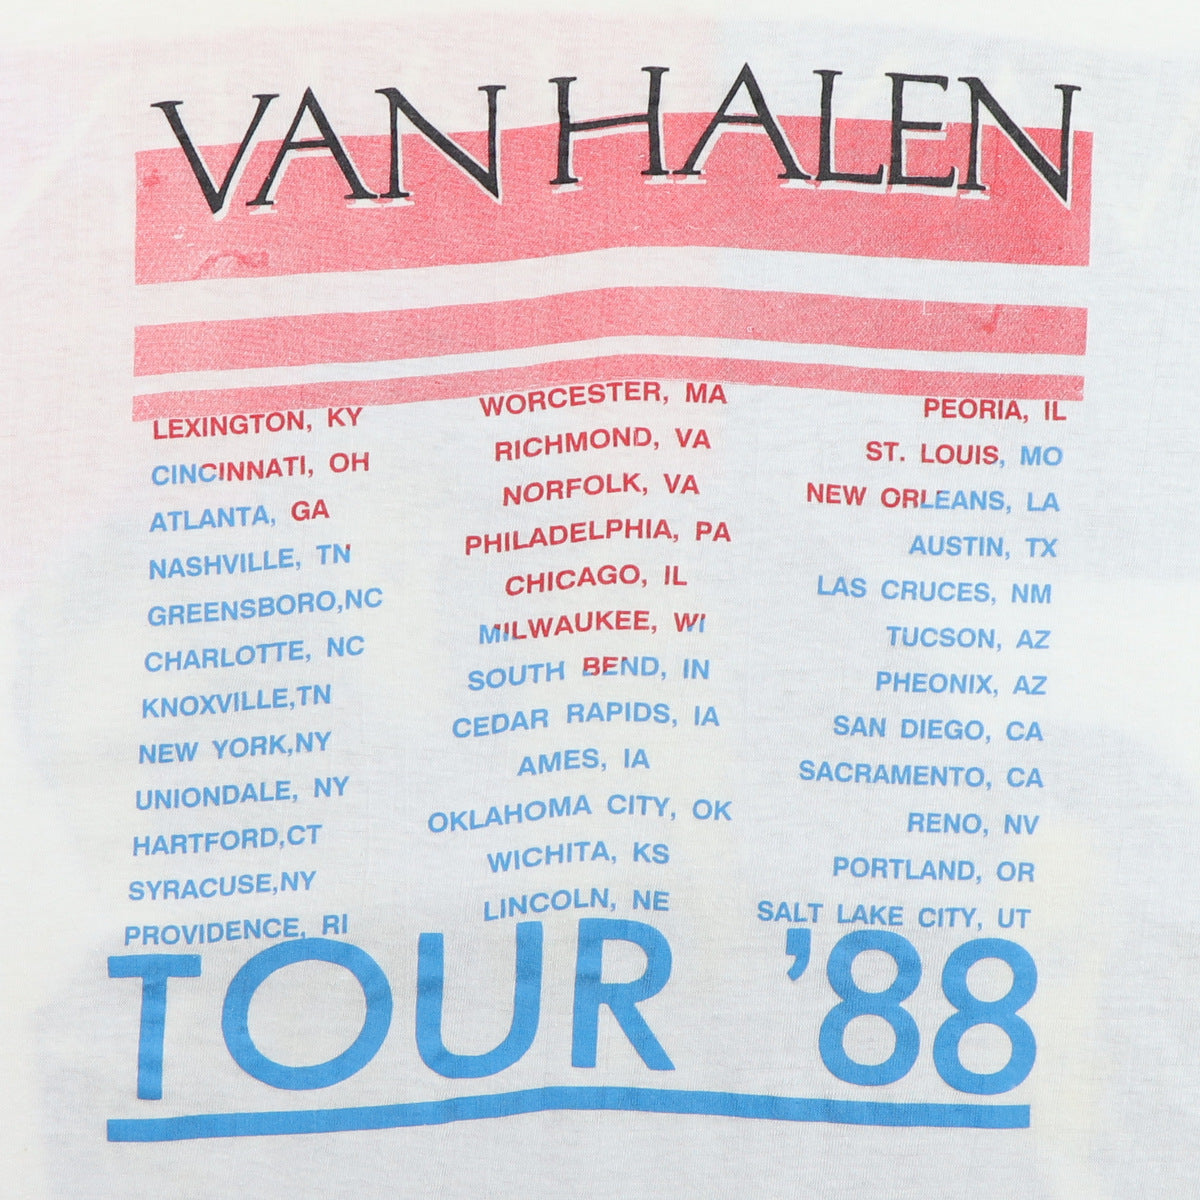 VAN HALEN
LEXINGTON, KY
CINCINNATI, OH
ATLANTA, GA
NASHVILLE, TN
GREENSBORO,NC
CHARLOTTE, NC
KNOXVILLE,TN
NEW YORK,NY
UNIONDALE, NY
HARTFORD,CT
SYRACUSE,NY
PROVIDENCE, RI
WORCESTER, MA
RICHMOND, VA
NORFOLK, VA
PHILADELPHIA, PA
CHICAGO, IL
MILWAUKEE, WI
SOUTH BEND, IN
CEDAR RAPIDS, IA
AMES, IA
OKLAHOMA CITY, OK
WICHITA, KS
LINCOLN, NE
PEORIA, IL
ST. LOUIS, MO
NEW ORLEANS, LA
AUSTIN, TX
LAS CRUCES, NM
TUCSON, AZ
PHEONIX, AZ
SAN DIEGO, CA
SACRAMENTO, CA
RENO, NV
PORTLAND, OR
SALT LAKE CITY, UT
TOUR '88